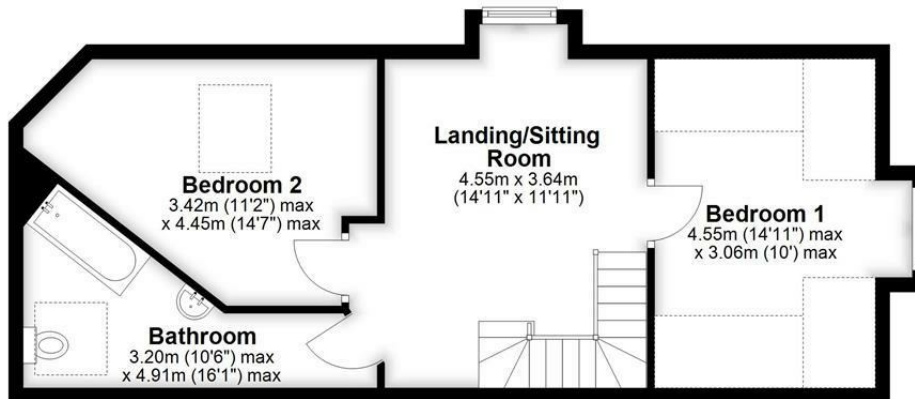 Landing/Sitting
Room
4.55m x 3.64m
(14'11" x 11'11")
Bedroom 2
3.42m (11'2") max
x 4.45m (14'7") max
Bedroom 1
4.55m (14'11") max
x 3.06m (10') max
Bathroom
3.20m (10'6") max
x 4.91m (16'1") max